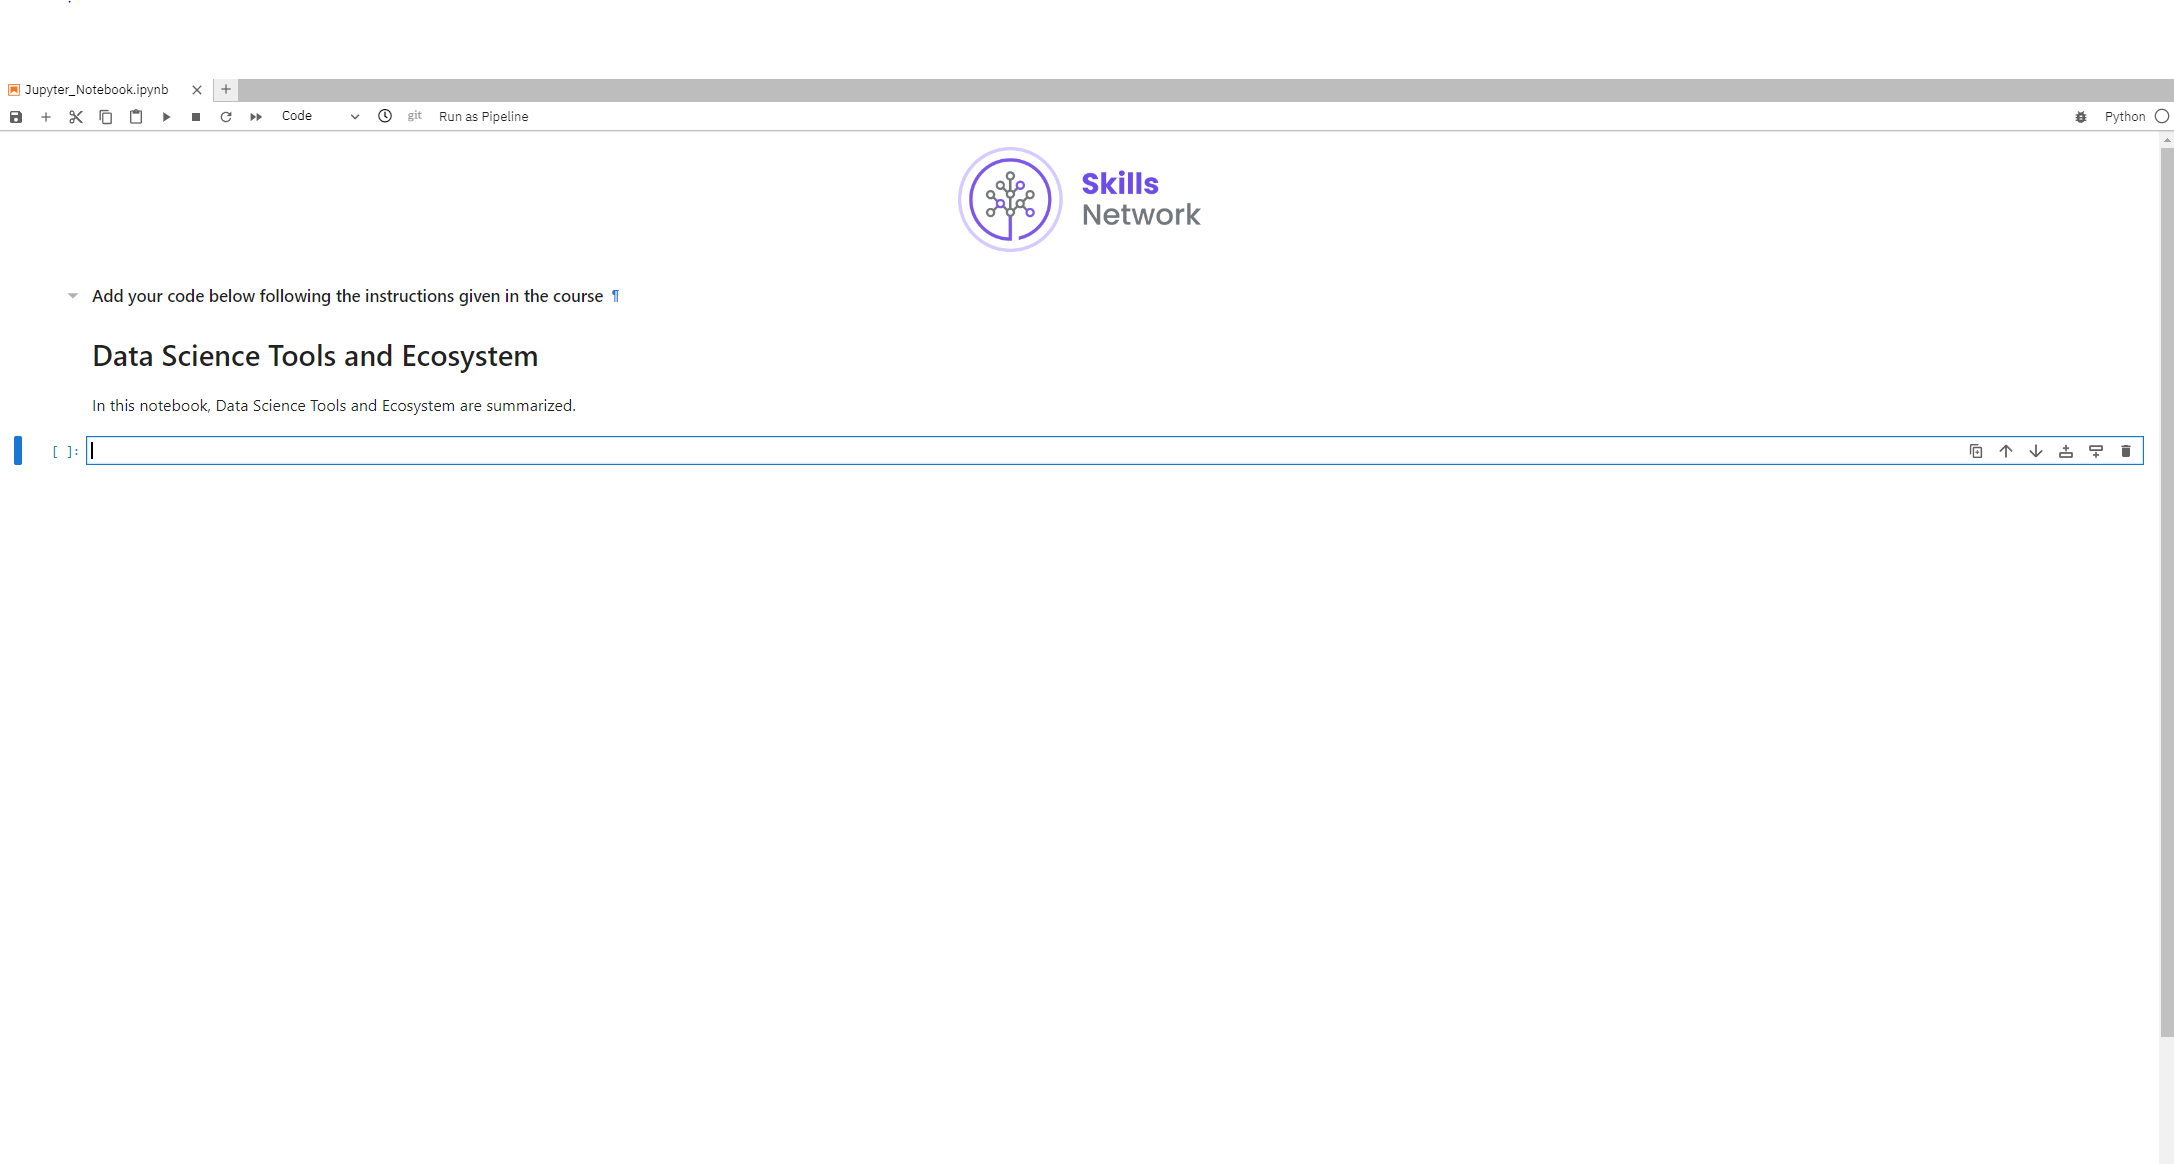 Jupyter_Notebook.ipynb
Code git Run as Pipeline Python
Skills
Network
Add your code below following the instructions given in the course ¶
Data Science Tools and Ecosystem
In this notebook, Data Science Tools and Ecosystem are summarized.
[ ]: